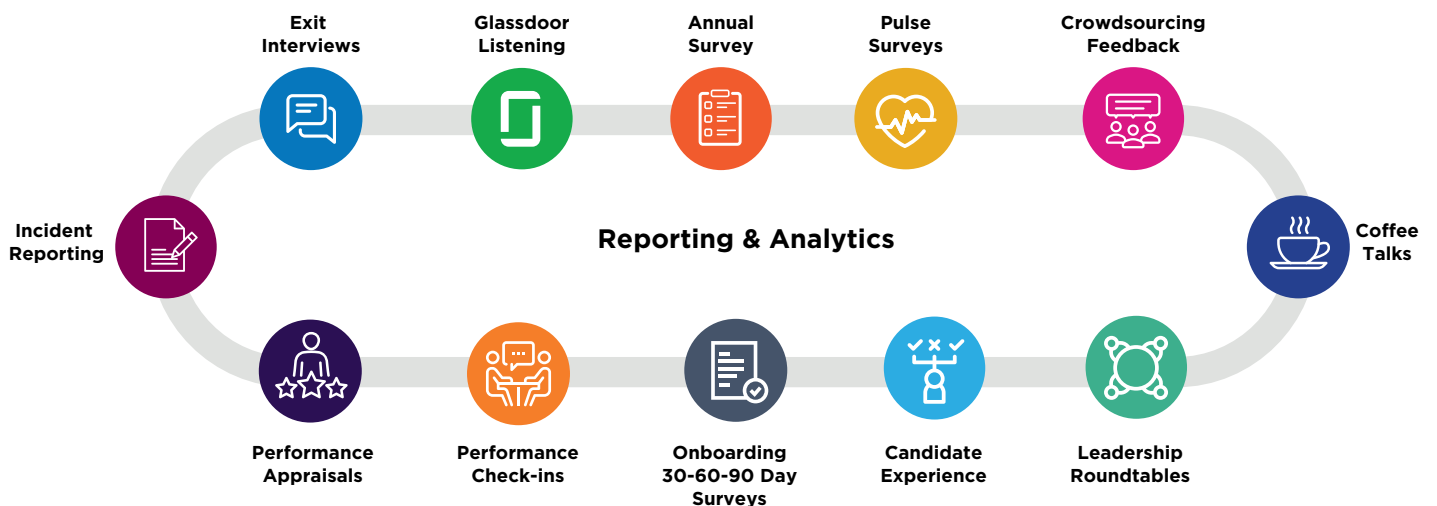 Exit
Interviews
Glassdoor
Listening
Annual
Survey
Pulse
Surveys
Crowdsourcing
Feedback
Incident
Reporting
Reporting & Analytics
Coffee
Talks
Performance
Appraisals
Performance
Check-ins
Onboarding
30-60-90 Day
Surveys
Candidate
Experience
Leadership
Roundtables